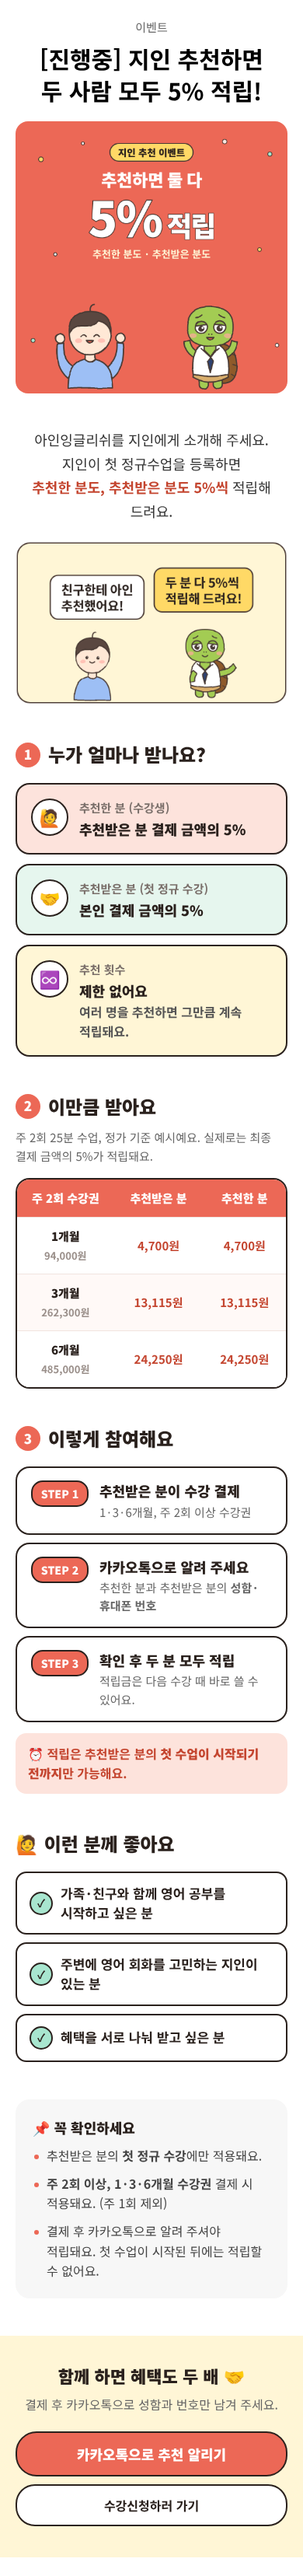 이벤트
[진행중] 지인 추천하면
두 사람 모두 5% 적립!
지인 추천 이벤트
추천하면 둘 다
5% 적립
추천한 분도 · 추천받은 분도
아인잉글리쉬를 지인에게 소개해 주세요.
지인이 첫 정규수업을 등록하면
추천한 분도, 추천받은 분도 5%씩 적립해
드려요.
친구한테 아인
추천했어요!
두 분 다 5%씩
적립해 드려요!
1 누가 얼마나 받나요?
추천한 분 (수강생)
추천받은 분 결제 금액의 5%
추천받은 분 (첫 정규 수강)
본인 결제 금액의 5%
추천 횟수
제한 없어요
여러 명을 추천하면 그만큼 계속
적립돼요.
2 이만큼 받아요
주 2회 25분 수업, 정가 기준 예시예요. 실제로는 최종
결제 금액의 5%가 적립돼요.
주 2회 수강권 추천받은 분 추천한 분
1개월
94,000원 4,700원 4,700원
3개월
262,300원 13,115원 13,115원
6개월
485,000원 24,250원 24,250원
3 이렇게 참여해요
STEP 1 추천받은 분이 수강 결제
1·3·6개월, 주 2회 이상 수강권
STEP 2 카카오톡으로 알려 주세요
추천한 분과 추천받은 분의 성함·
휴대폰 번호
STEP 3 확인 후 두 분 모두 적립
적립금은 다음 수강 때 바로 쓸 수
있어요.
⏰ 적립은 추천받은 분의 첫 수업이 시작되기
전까지만 가능해요.
🙋 이런 분께 좋아요
✓ 가족·친구와 함께 영어 공부를
시작하고 싶은 분
✓ 주변에 영어 회화를 고민하는 지인이
있는 분
✓ 혜택을 서로 나눠 받고 싶은 분
📌 꼭 확인하세요
• 추천받은 분의 첫 정규 수강에만 적용돼요.
• 주 2회 이상, 1·3·6개월 수강권 결제 시
적용돼요. (주 1회 제외)
• 결제 후 카카오톡으로 알려 주셔야
적립돼요. 첫 수업이 시작된 뒤에는 적립할
수 없어요.
함께 하면 혜택도 두 배 🤝
결제 후 카카오톡으로 성함과 번호만 남겨 주세요.
카카오톡으로 추천 알리기
수강신청하러 가기